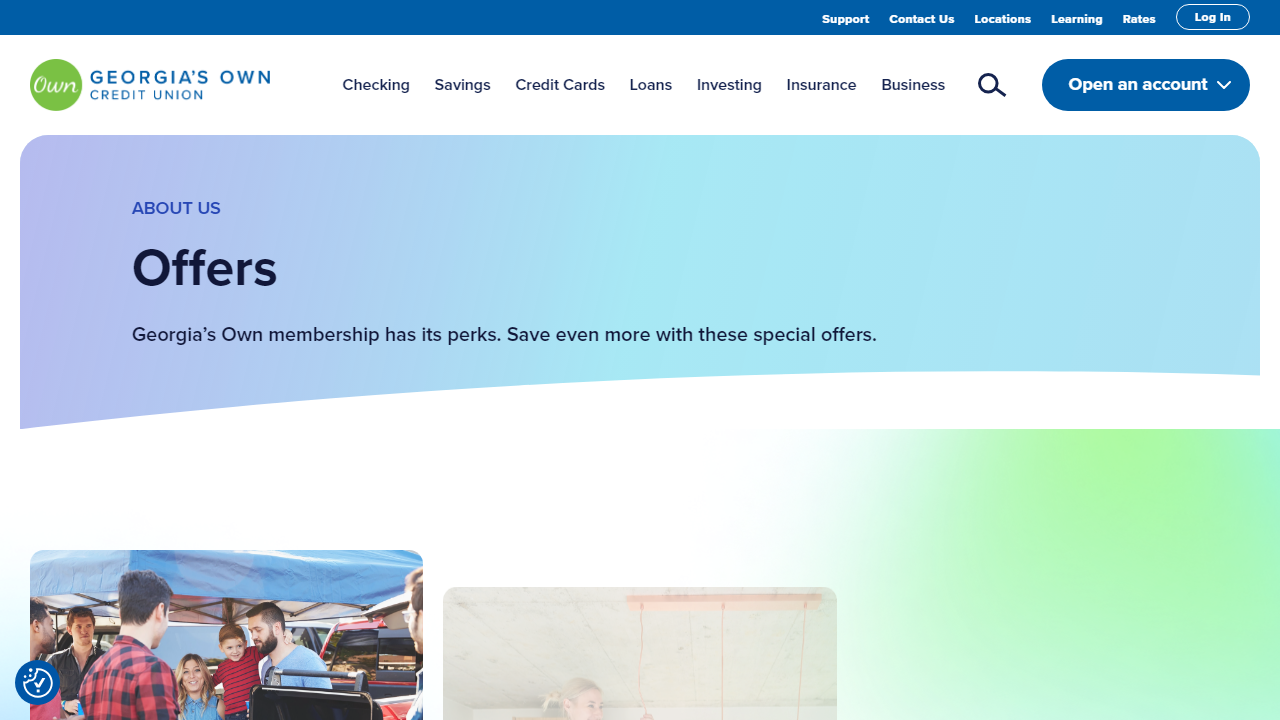 Support Contact Us Locations Learning Rates Log In
Own GEORGIA'S OWN
CREDIT UNION
Checking Savings Credit Cards Loans Investing Insurance Business Open an account
ABOUT US
Offers
Georgia’s Own membership has its perks. Save even more with these special offers.